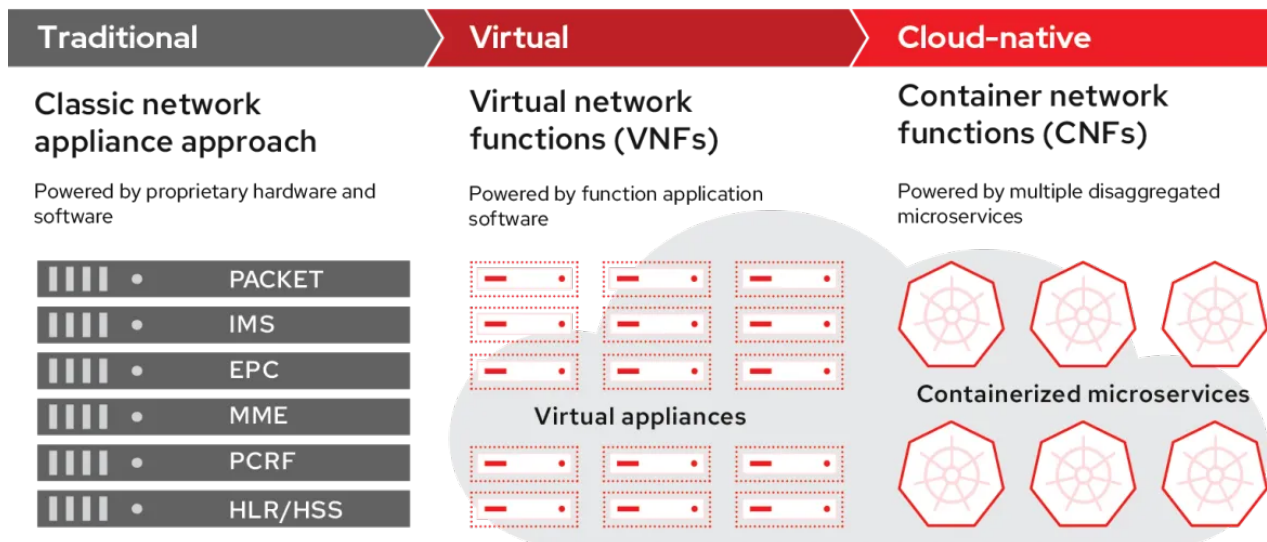 Traditional
Virtual
Cloud-native
Classic network
appliance approach
Powered by proprietary hardware and
software
PACKET
IMS
EPC
MME
PCRF
HLR/HSS
Virtual network
functions (VNFs)
Powered by function application
software
Virtual appliances
Container network
functions (CNFs)
Powered by multiple disaggregated
microservices
Containerized microservices